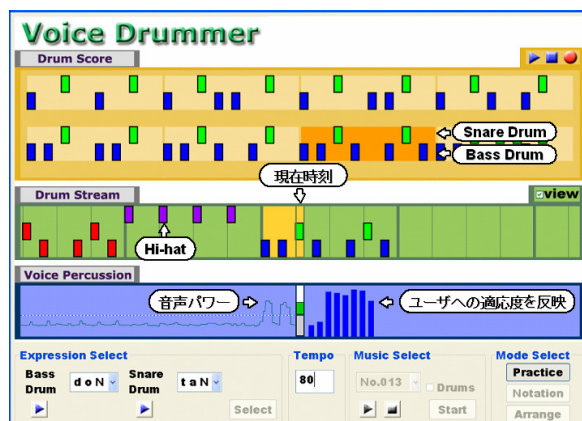 Voice Drummer
Drum Score
Snare Drum
Bass Drum
現在時刻
Drum Stream
view
Hi-hat
Voice Percussion
音声パワー
ユーザへの適応度を反映
Expression Select
Tempo
Music Select
Mode Select
Bass Drum
d o N
Snare Drum
t a N
80
No.013
Drums
Practice
Notation
Select
Start
Arrange